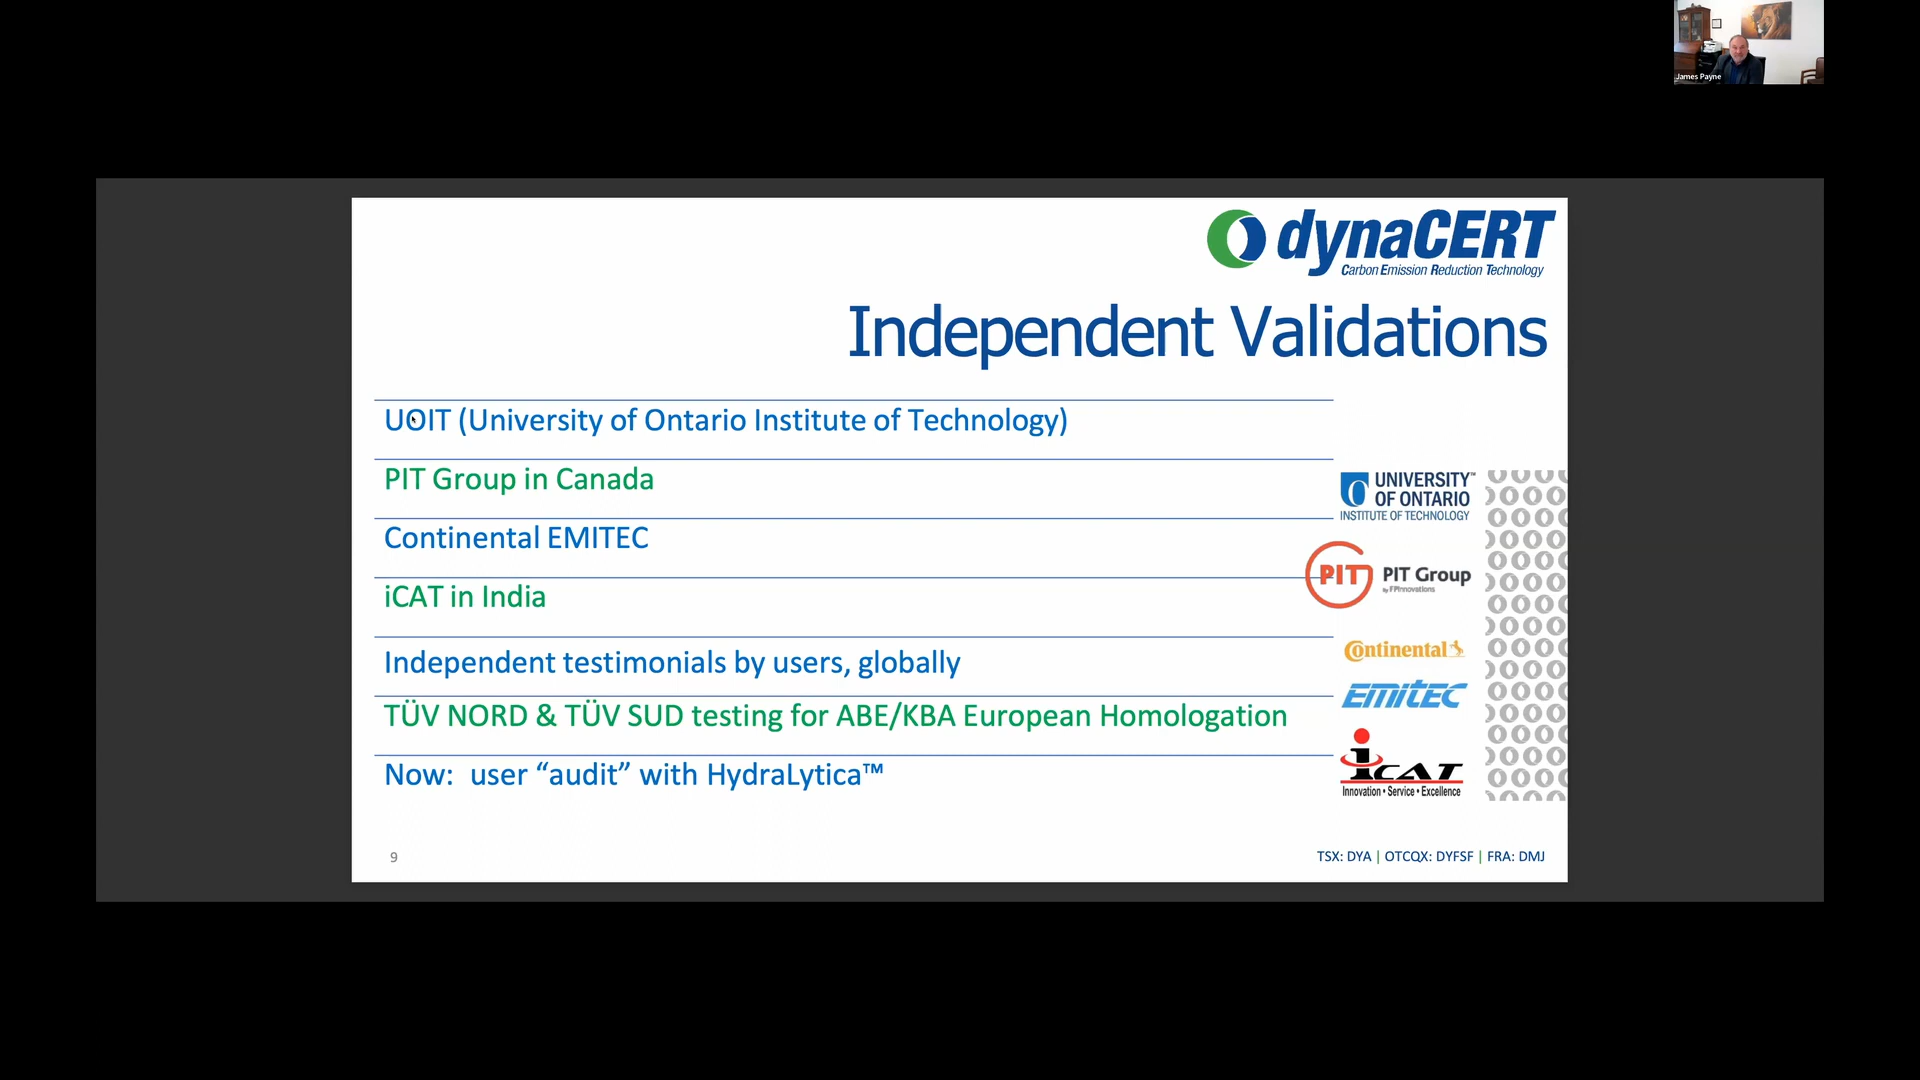 James Payne
dynaCERT
Carbon Emission Reduction Technology
Independent Validations
UOIT (University of Ontario Institute of Technology)
PIT Group in Canada
Continental EMITEC
iCAT in India
Independent testimonials by users, globally
TÜV NORD & TÜV SUD testing for ABE/KBA European Homologation
Now: user “audit” with HydraLytica™
UNIVERSITY™
OF ONTARIO
INSTITUTE OF TECHNOLOGY
PIT PIT Group
by FPInnovations
Continental
EMITEC
iCAT
Innovation • Service • Excellence
9
TSX: DYA | OTCQX: DYFSF | FRA: DMJ